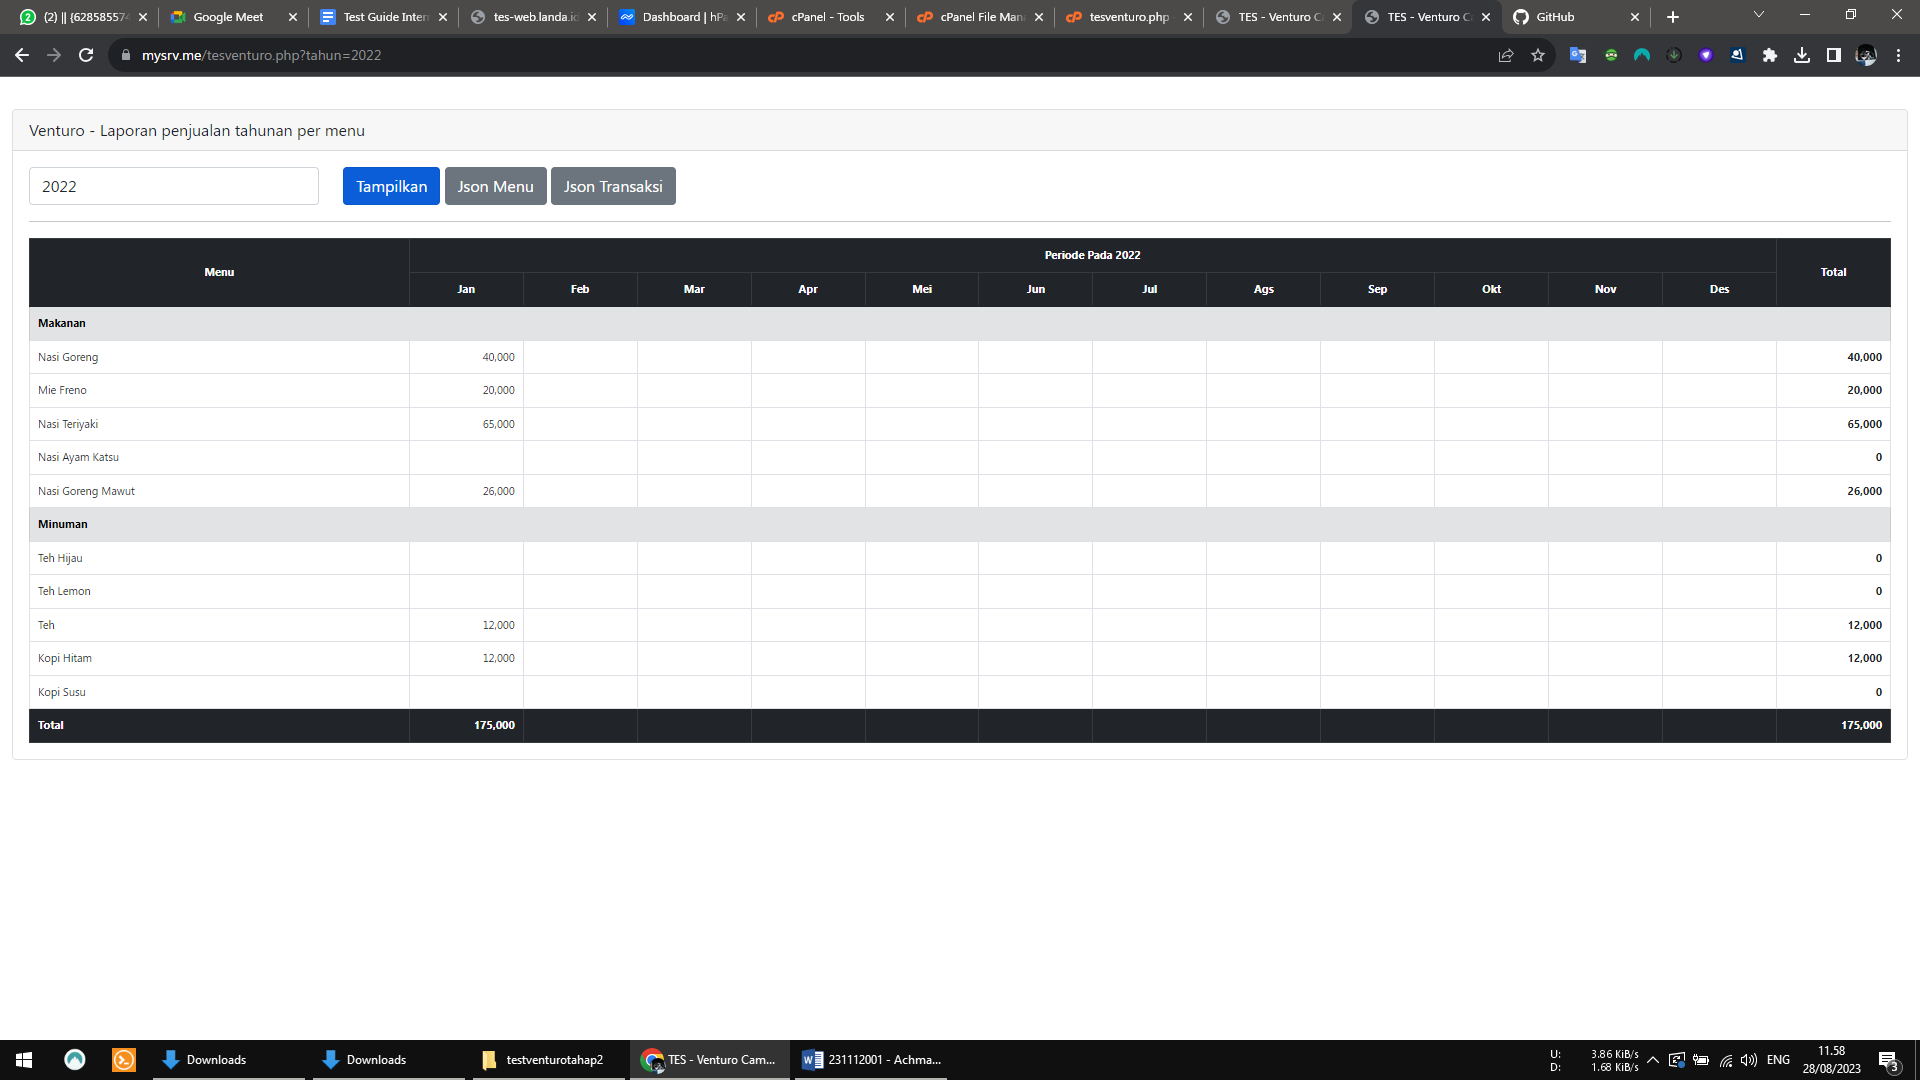 (2) || {628585574
Google Meet
Test Guide Inter
tes-web.landa.id
Dashboard | hPa
cPanel - Tools
cPanel File Man
tesventuro.php
TES - Venturo C
TES - Venturo C
GitHub
mysrv.me/tesventuro.php?tahun=2022
Venturo - Laporan penjualan tahunan per menu
2022 Tampilkan Json Menu Json Transaksi
Menu Periode Pada 2022 Total
Jan Feb Mar Apr Mei Jun Jul Ags Sep Okt Nov Des
Makanan
Nasi Goreng 40,000 40,000
Mie Freno 20,000 20,000
Nasi Teriyaki 65,000 65,000
Nasi Ayam Katsu 0
Nasi Goreng Mawut 26,000 26,000
Minuman
Teh Hijau 0
Teh Lemon 0
Teh 12,000 12,000
Kopi Hitam 12,000 12,000
Kopi Susu 0
Total 175,000 175,000
Downloads
Downloads
testventurotahap2
TES - Venturo Cam...
231112001 - Achma...
U: 3.86 KiB/s
D: 1.68 KiB/s
ENG
11.58
28/08/2023
3